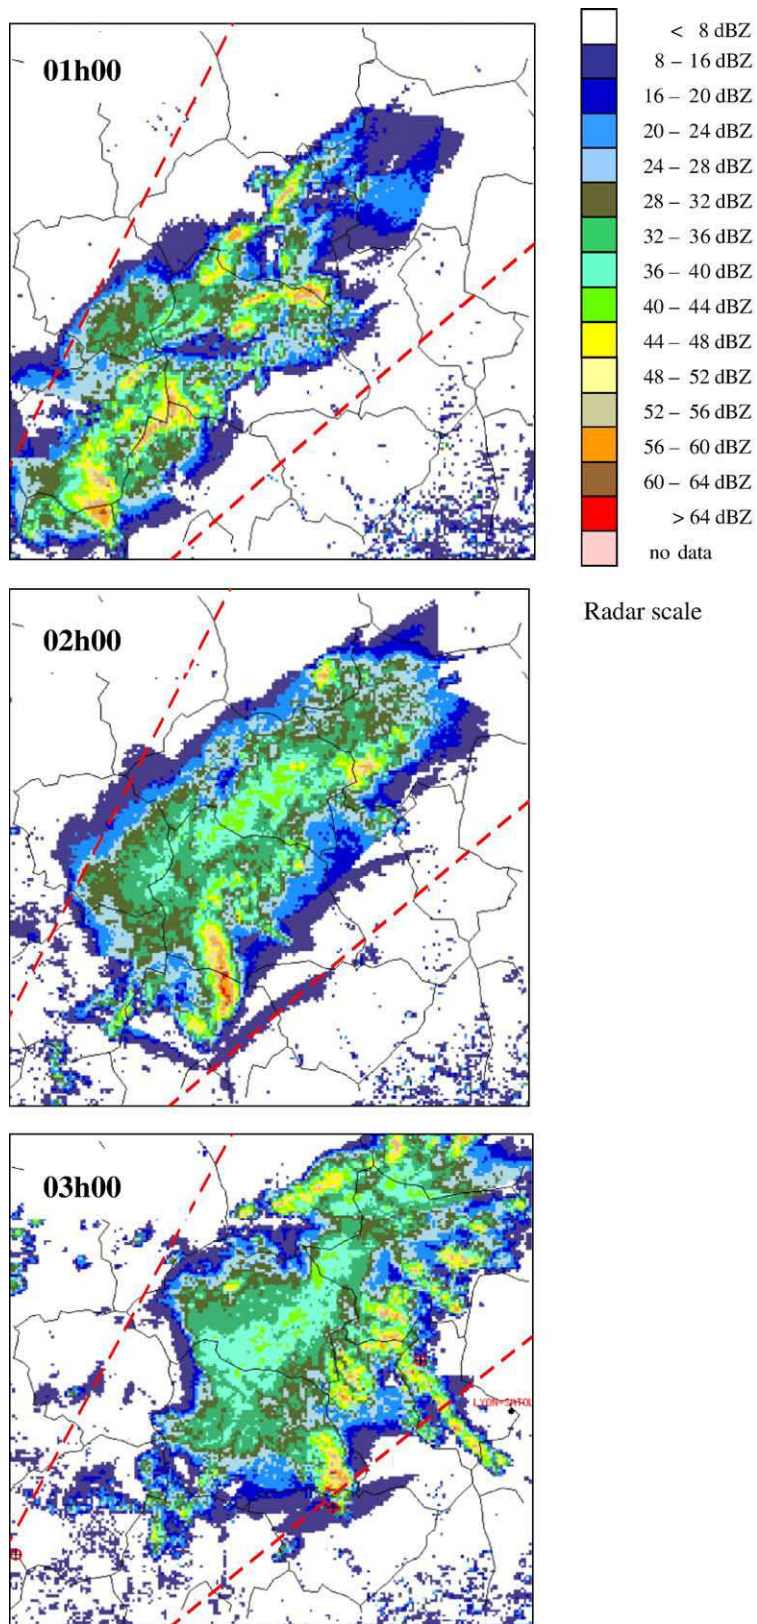 01h00
< 8 dBZ
8 – 16 dBZ
16 – 20 dBZ
20 – 24 dBZ
24 – 28 dBZ
28 – 32 dBZ
32 – 36 dBZ
36 – 40 dBZ
40 – 44 dBZ
44 – 48 dBZ
48 – 52 dBZ
52 – 56 dBZ
56 – 60 dBZ
60 – 64 dBZ
> 64 dBZ
no data
Radar scale
02h00
03h00
LYON-SATOL